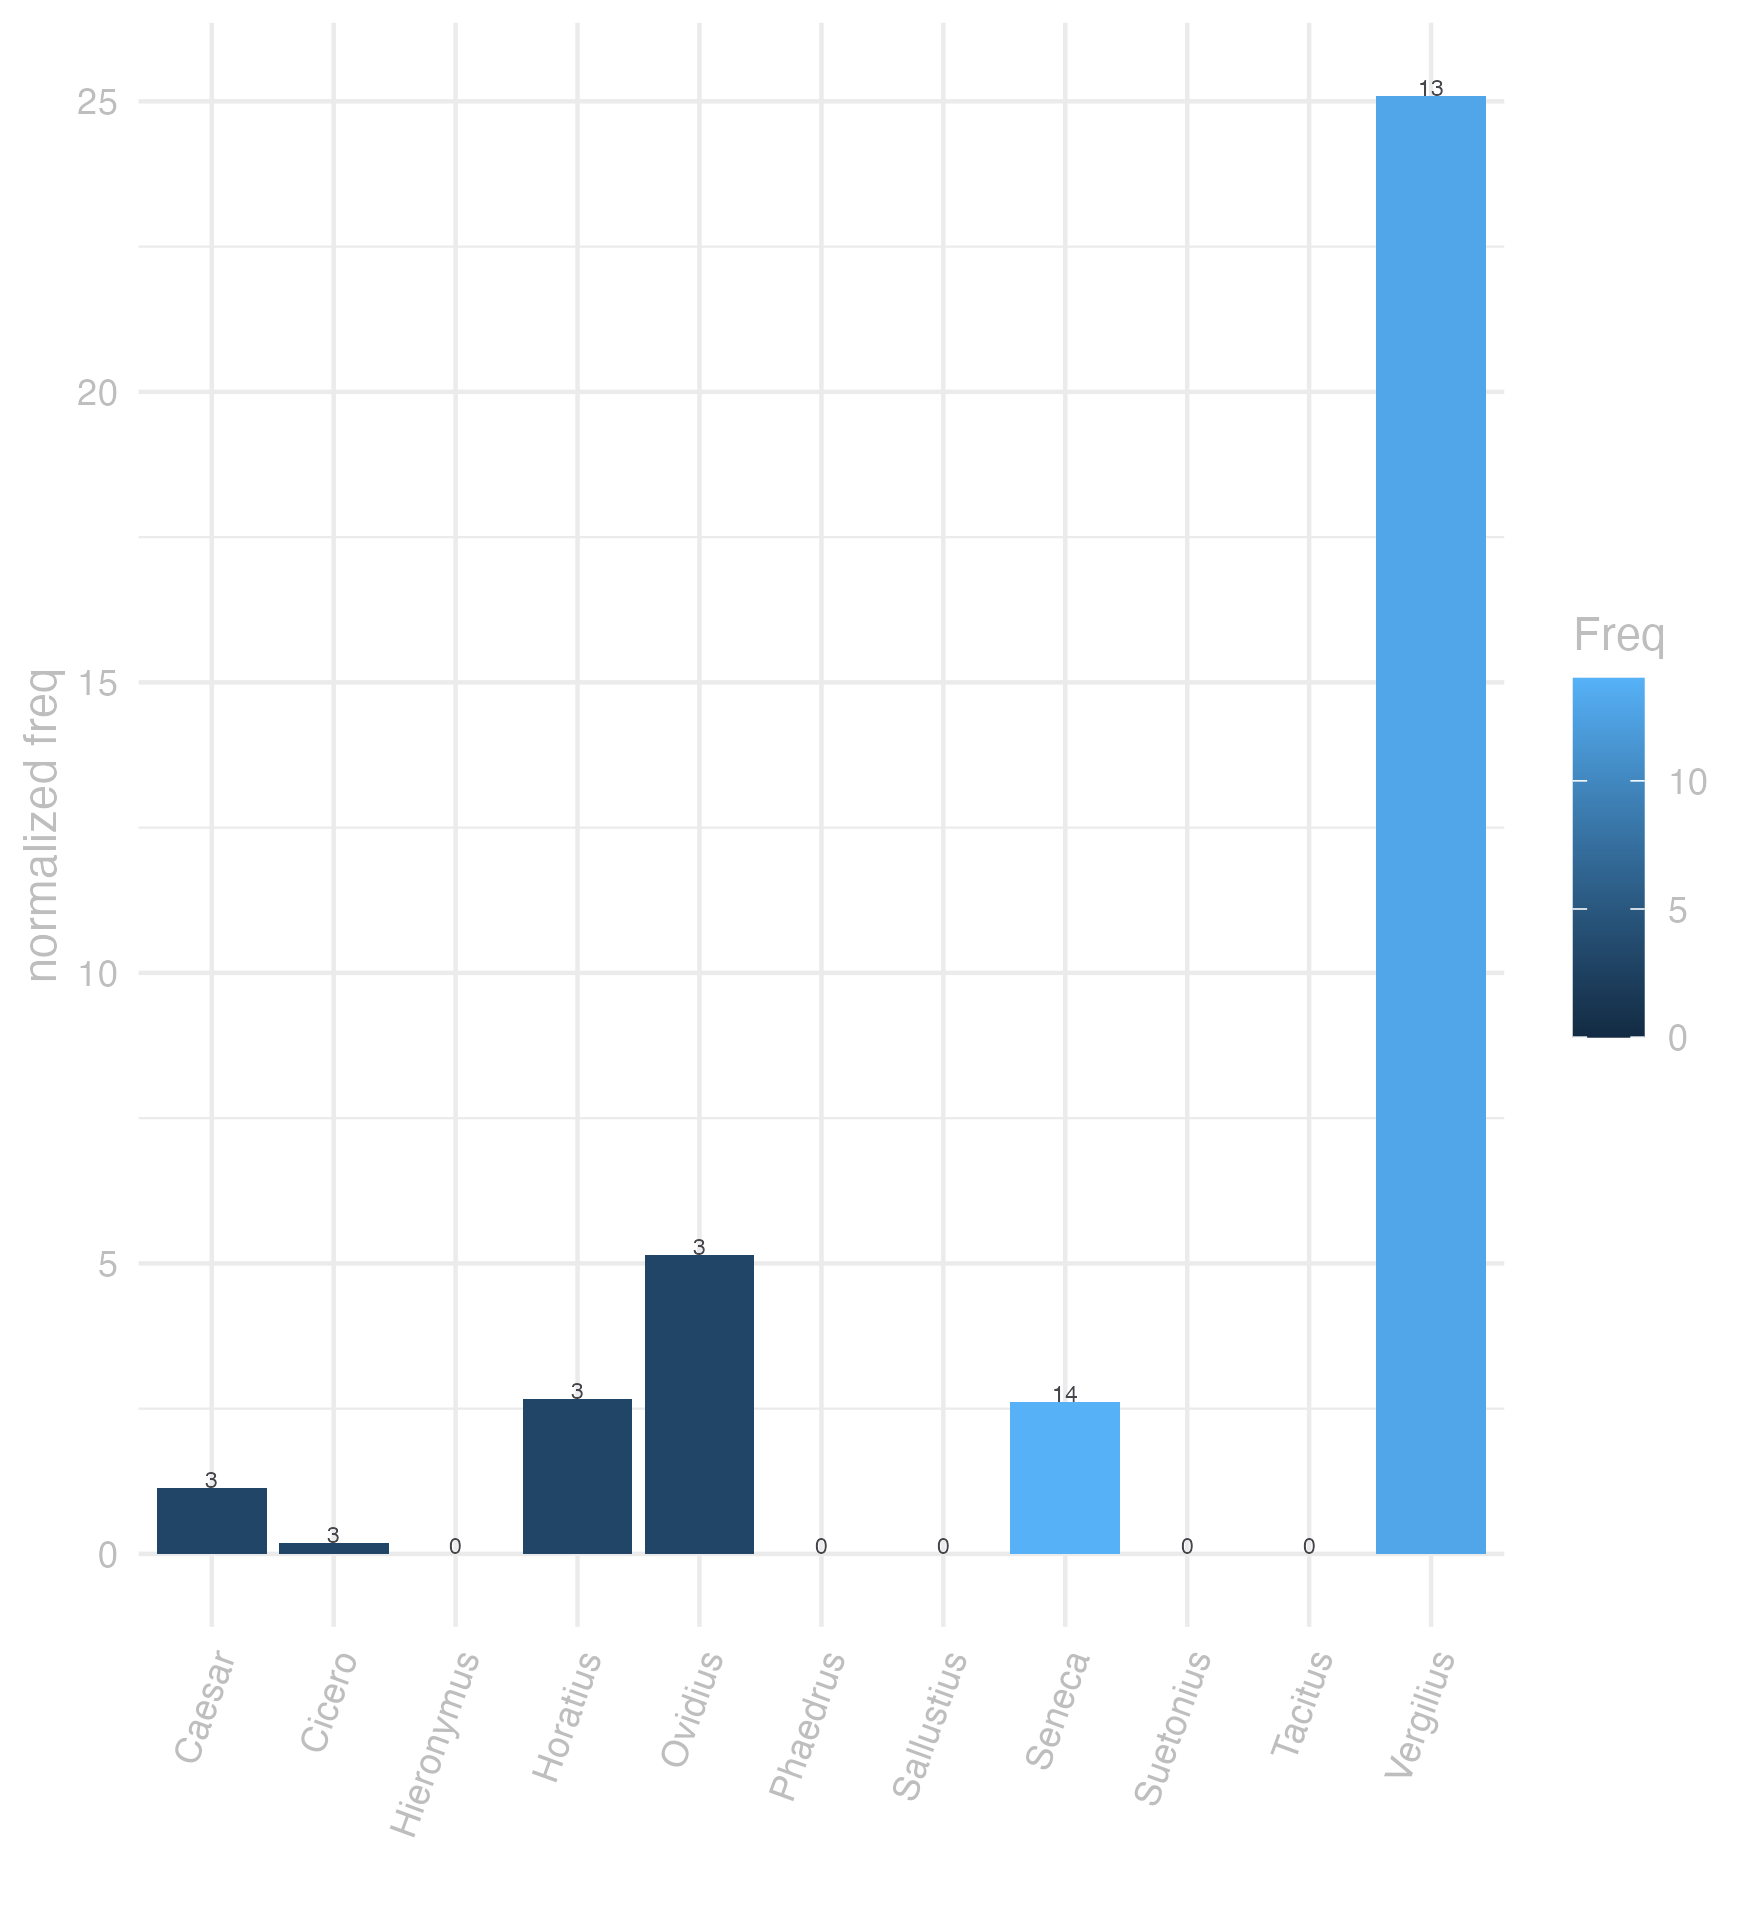 25
20
15
10
5
0
normalized freq
3
3
0
3
3
0
0
14
0
0
13
Caesar
Cicero
Hieronymus
Horatius
Ovidius
Phaedrus
Sallustius
Seneca
Suetonius
Tacitus
Vergilius
Freq
10
5
0